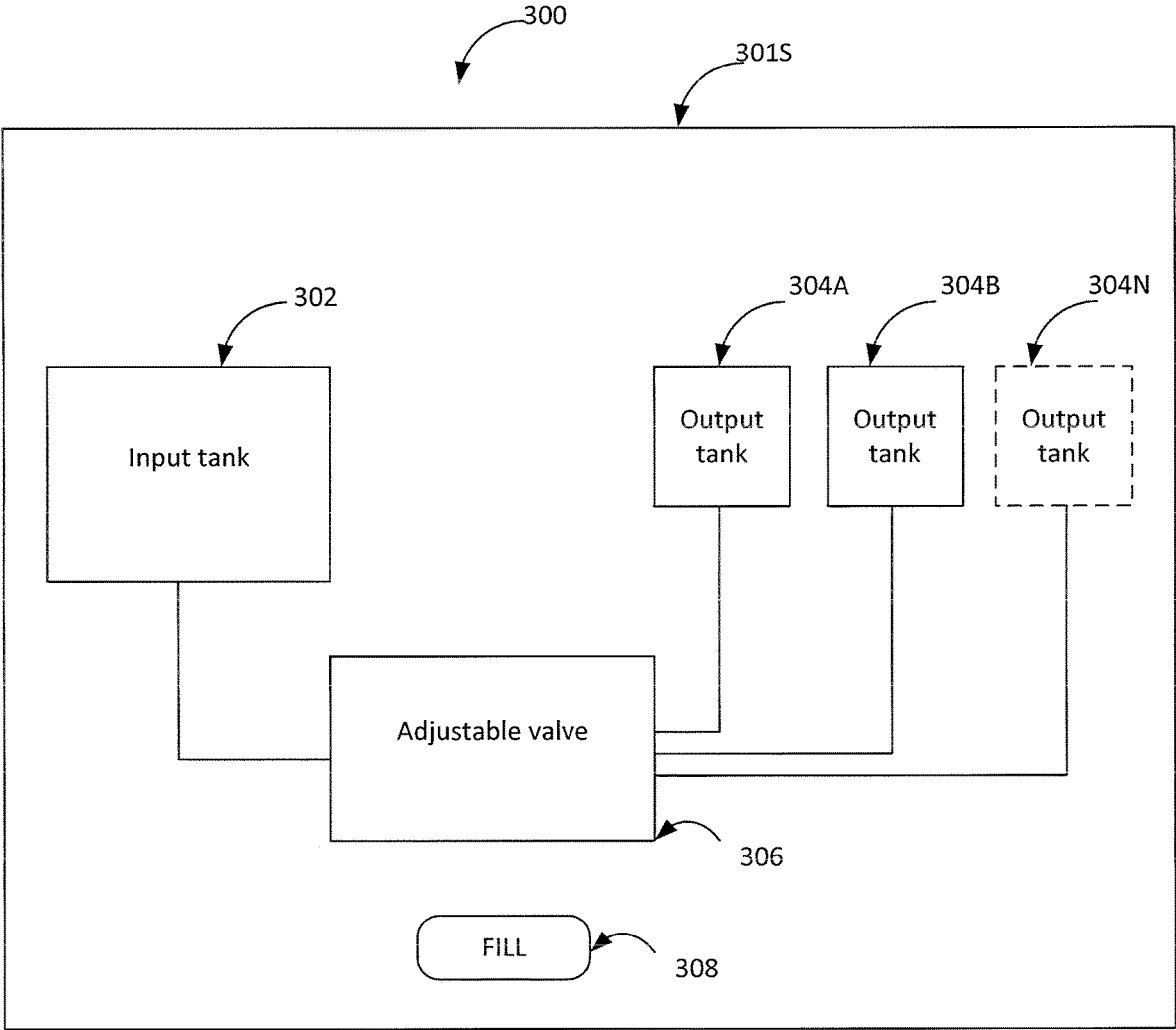 300
301S
302
304A
304B
304N
Input tank
Output
tank
Output
tank
Output
tank
Adjustable valve
306
FILL
308